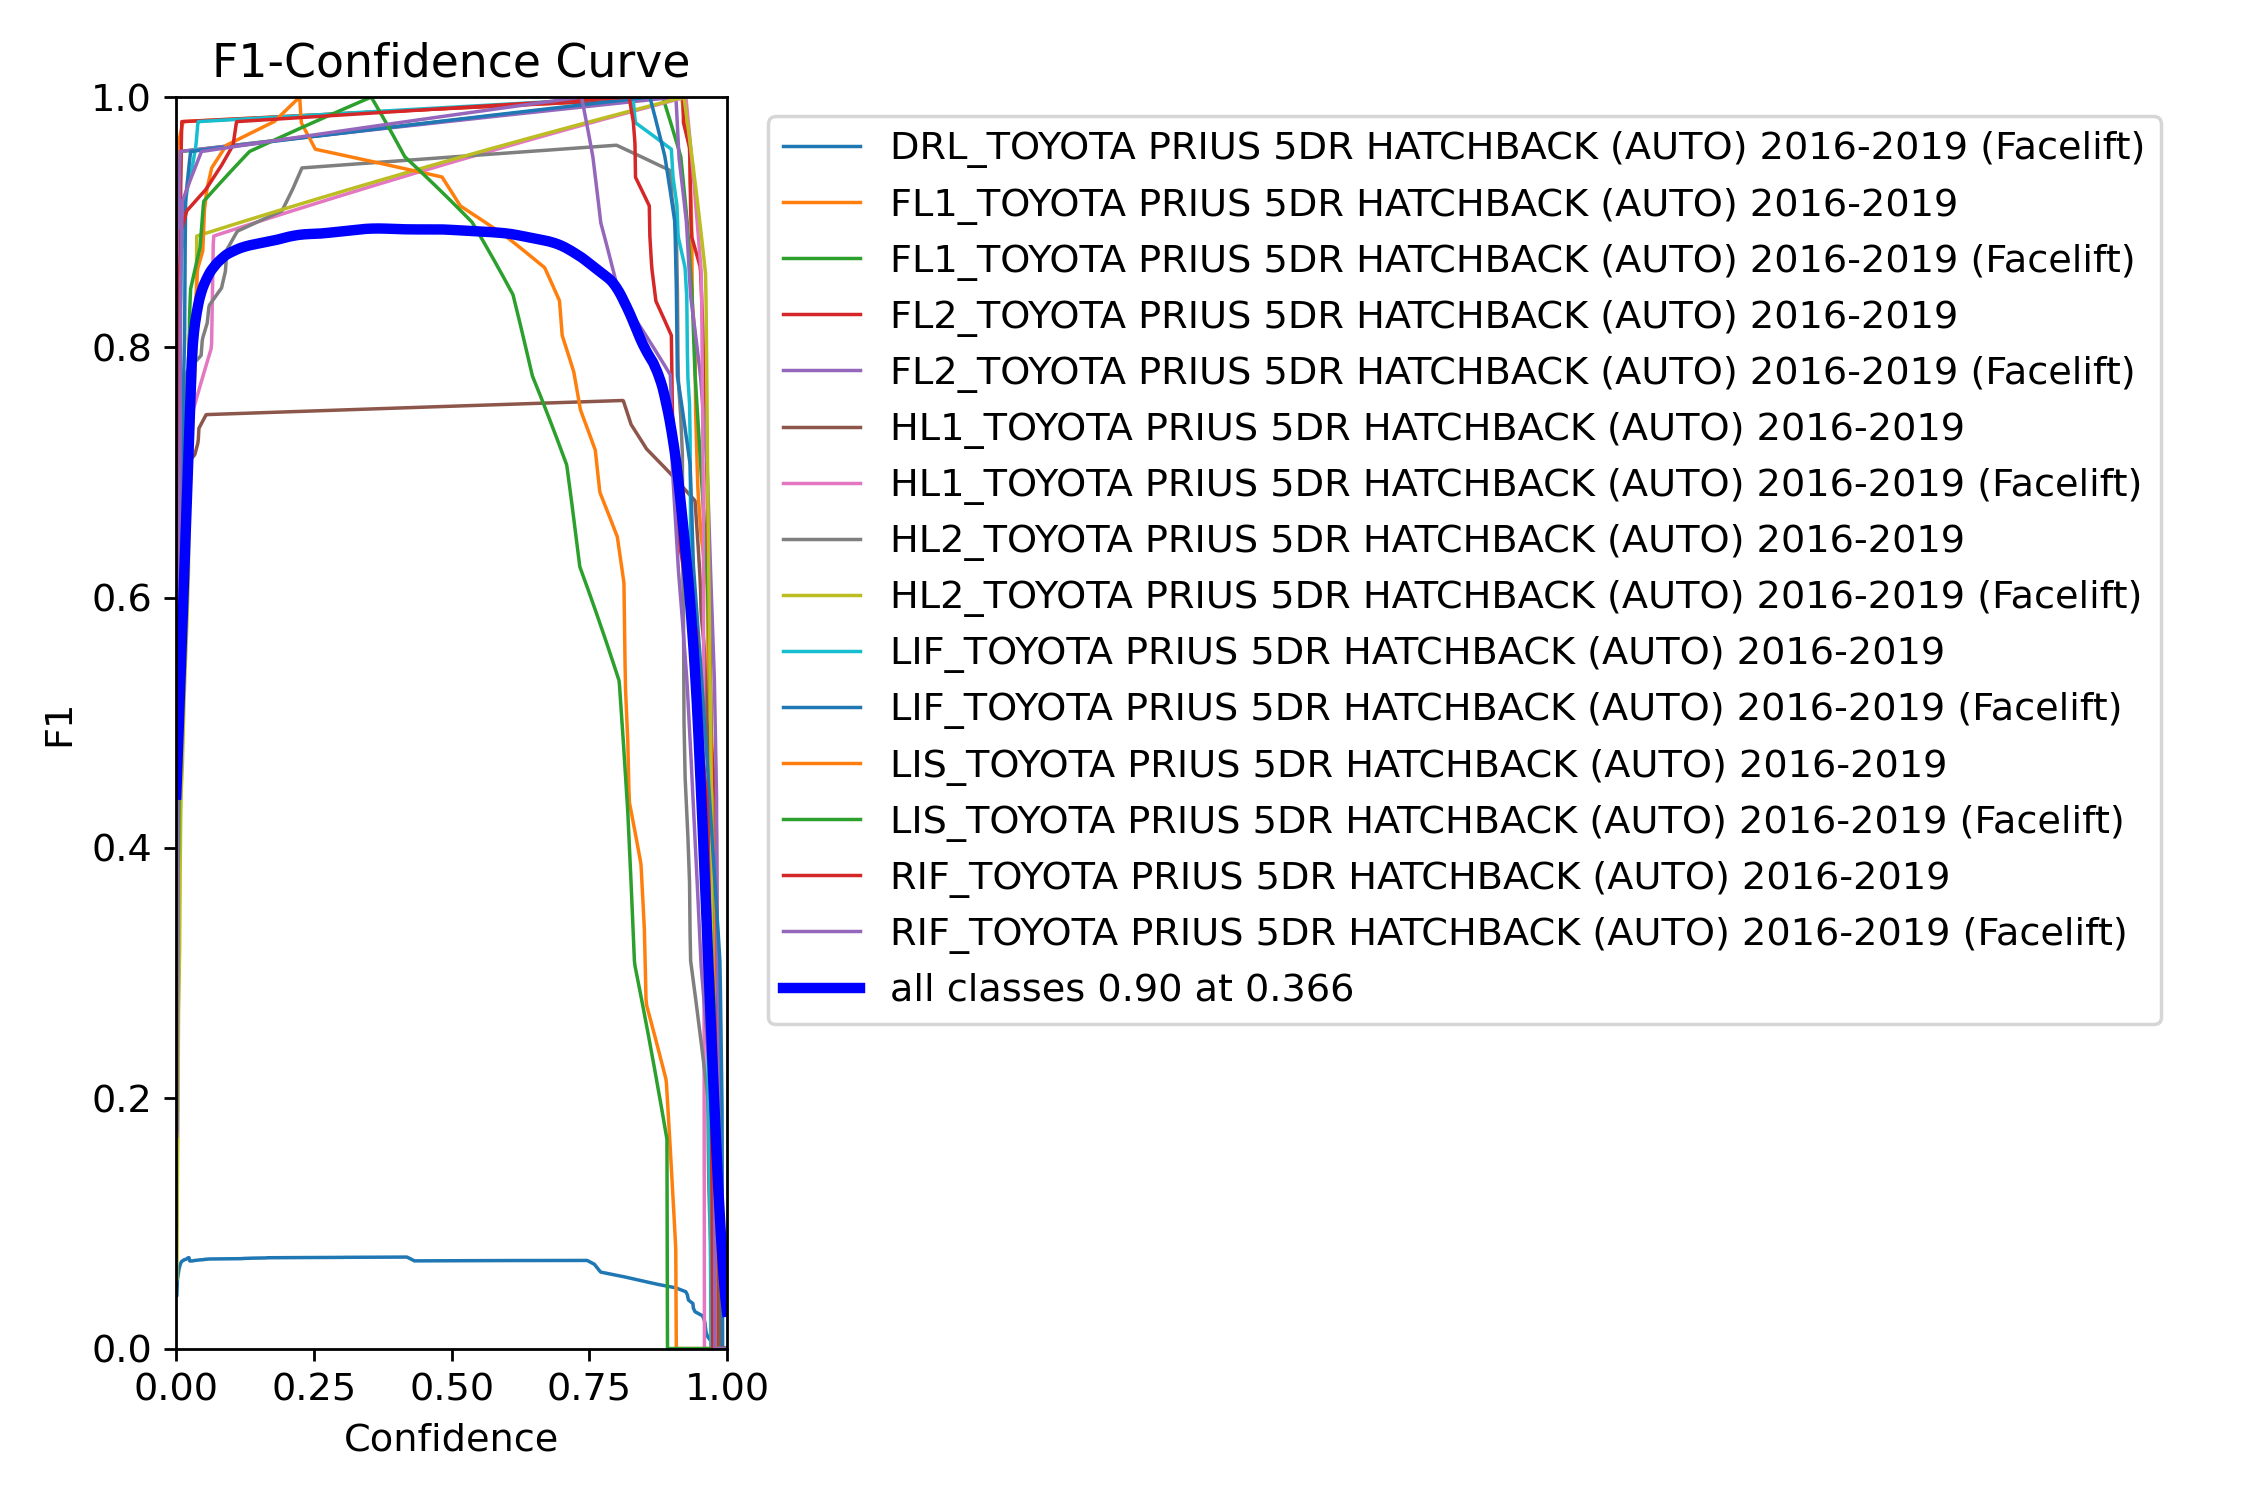 F1-Confidence Curve
1.0
0.8
0.6
0.4
0.2
0.0
F1
0.00 0.25 0.50 0.75 1.00
Confidence
DRL_TOYOTA PRIUS 5DR HATCHBACK (AUTO) 2016-2019 (Facelift)
FL1_TOYOTA PRIUS 5DR HATCHBACK (AUTO) 2016-2019
FL1_TOYOTA PRIUS 5DR HATCHBACK (AUTO) 2016-2019 (Facelift)
FL2_TOYOTA PRIUS 5DR HATCHBACK (AUTO) 2016-2019
FL2_TOYOTA PRIUS 5DR HATCHBACK (AUTO) 2016-2019 (Facelift)
HL1_TOYOTA PRIUS 5DR HATCHBACK (AUTO) 2016-2019
HL1_TOYOTA PRIUS 5DR HATCHBACK (AUTO) 2016-2019 (Facelift)
HL2_TOYOTA PRIUS 5DR HATCHBACK (AUTO) 2016-2019
HL2_TOYOTA PRIUS 5DR HATCHBACK (AUTO) 2016-2019 (Facelift)
LIF_TOYOTA PRIUS 5DR HATCHBACK (AUTO) 2016-2019
LIF_TOYOTA PRIUS 5DR HATCHBACK (AUTO) 2016-2019 (Facelift)
LIS_TOYOTA PRIUS 5DR HATCHBACK (AUTO) 2016-2019
LIS_TOYOTA PRIUS 5DR HATCHBACK (AUTO) 2016-2019 (Facelift)
RIF_TOYOTA PRIUS 5DR HATCHBACK (AUTO) 2016-2019
RIF_TOYOTA PRIUS 5DR HATCHBACK (AUTO) 2016-2019 (Facelift)
all classes 0.90 at 0.366